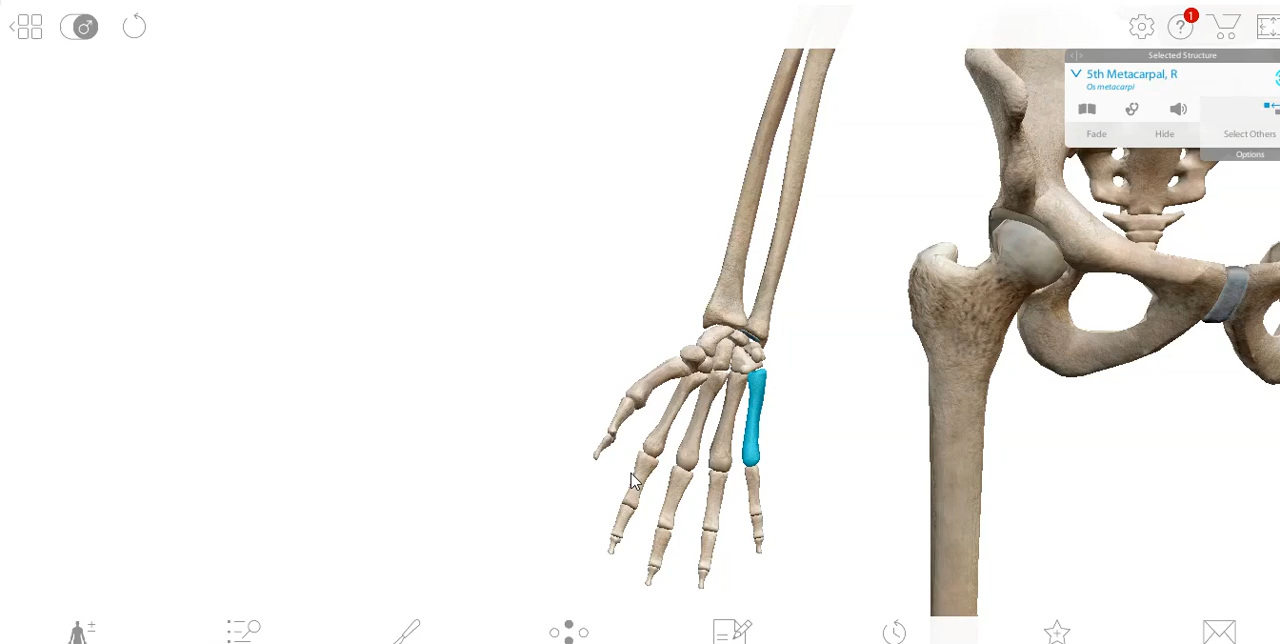 1
Selected Structure
5th Metacarpal, R
Os metacarpi
Fade Hide Select Others
Options